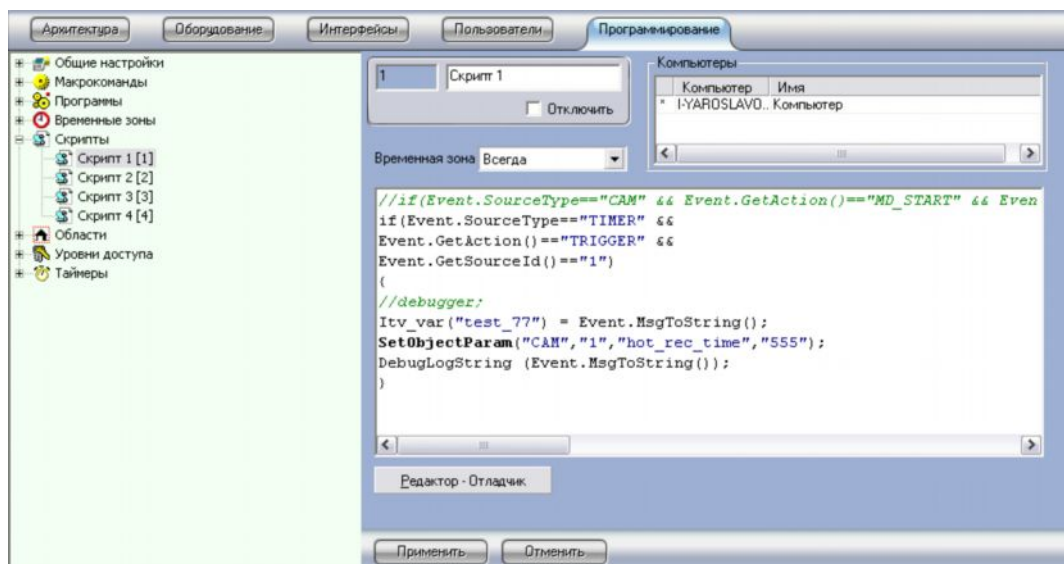 Архитектура Оборудование Интерфейсы Пользователи Программирование
Общие настройки
Макрокоманды
Программы
Временные зоны
Скрипты
Скрипт 1 [1]
Скрипт 2 [2]
Скрипт 3 [3]
Скрипт 4 [4]
Области
Уровни доступа
Таймеры
1 Скрипт 1
Отключить
Компьютеры
Компьютер Имя
* I-YAROSLAVO... Компьютер
Временная зона Всегда
//if(Event.SourceType=="CAM" && Event.GetAction()=="MD_START" && Even
if(Event.SourceType=="TIMER" &&
Event.GetAction()=="TRIGGER" &&
Event.GetSourceId()=="1")
{
//debugger;
Itv_var("test_77") = Event.MsgToString();
SetObjectParam("CAM","1","hot_rec_time","555");
DebugLogString (Event.MsgToString());
}
Редактор - Отладчик
Применить Отменить